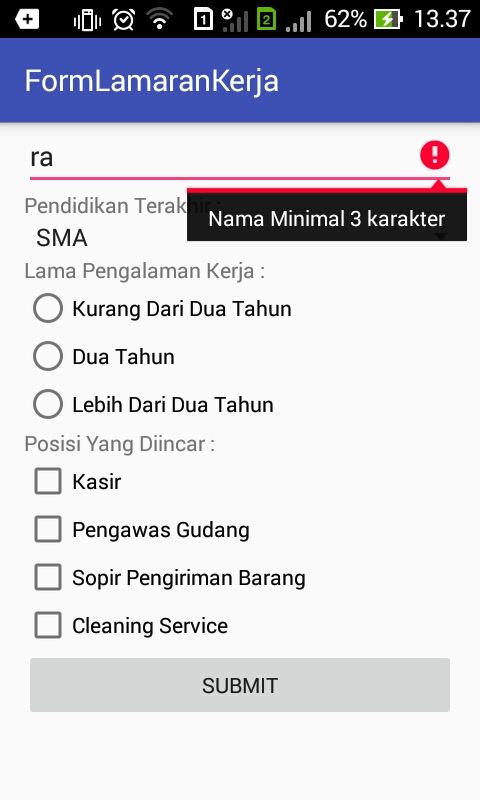 1 2 62% 13.37
FormLamaranKerja
ra
Pendidikan Terakhir :
Nama Minimal 3 karakter
SMA
Lama Pengalaman Kerja :
Kurang Dari Dua Tahun
Dua Tahun
Lebih Dari Dua Tahun
Posisi Yang Diincar :
Kasir
Pengawas Gudang
Sopir Pengiriman Barang
Cleaning Service
SUBMIT